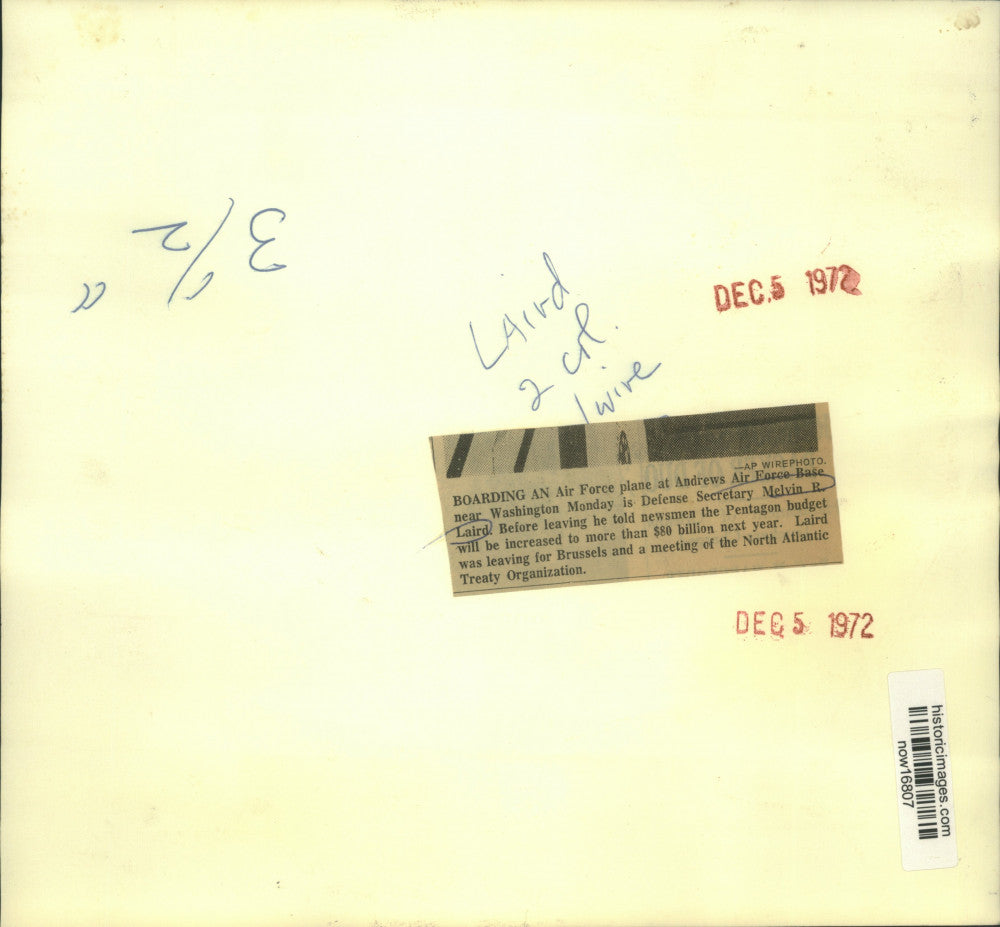 3 1/2 "
Laird
2 col.
1 wire
DEC 5 1972
—AP WIREPHOTO.
BOARDING AN Air Force plane at Andrews Air Force Base
near Washington Monday is Defense Secretary Melvin R.
Laird. Before leaving he told newsmen the Pentagon budget
will be increased to more than $80 billion next year. Laird
was leaving for Brussels and a meeting of the North Atlantic
Treaty Organization.
DEC 5 1972
historicimages.com
now16807